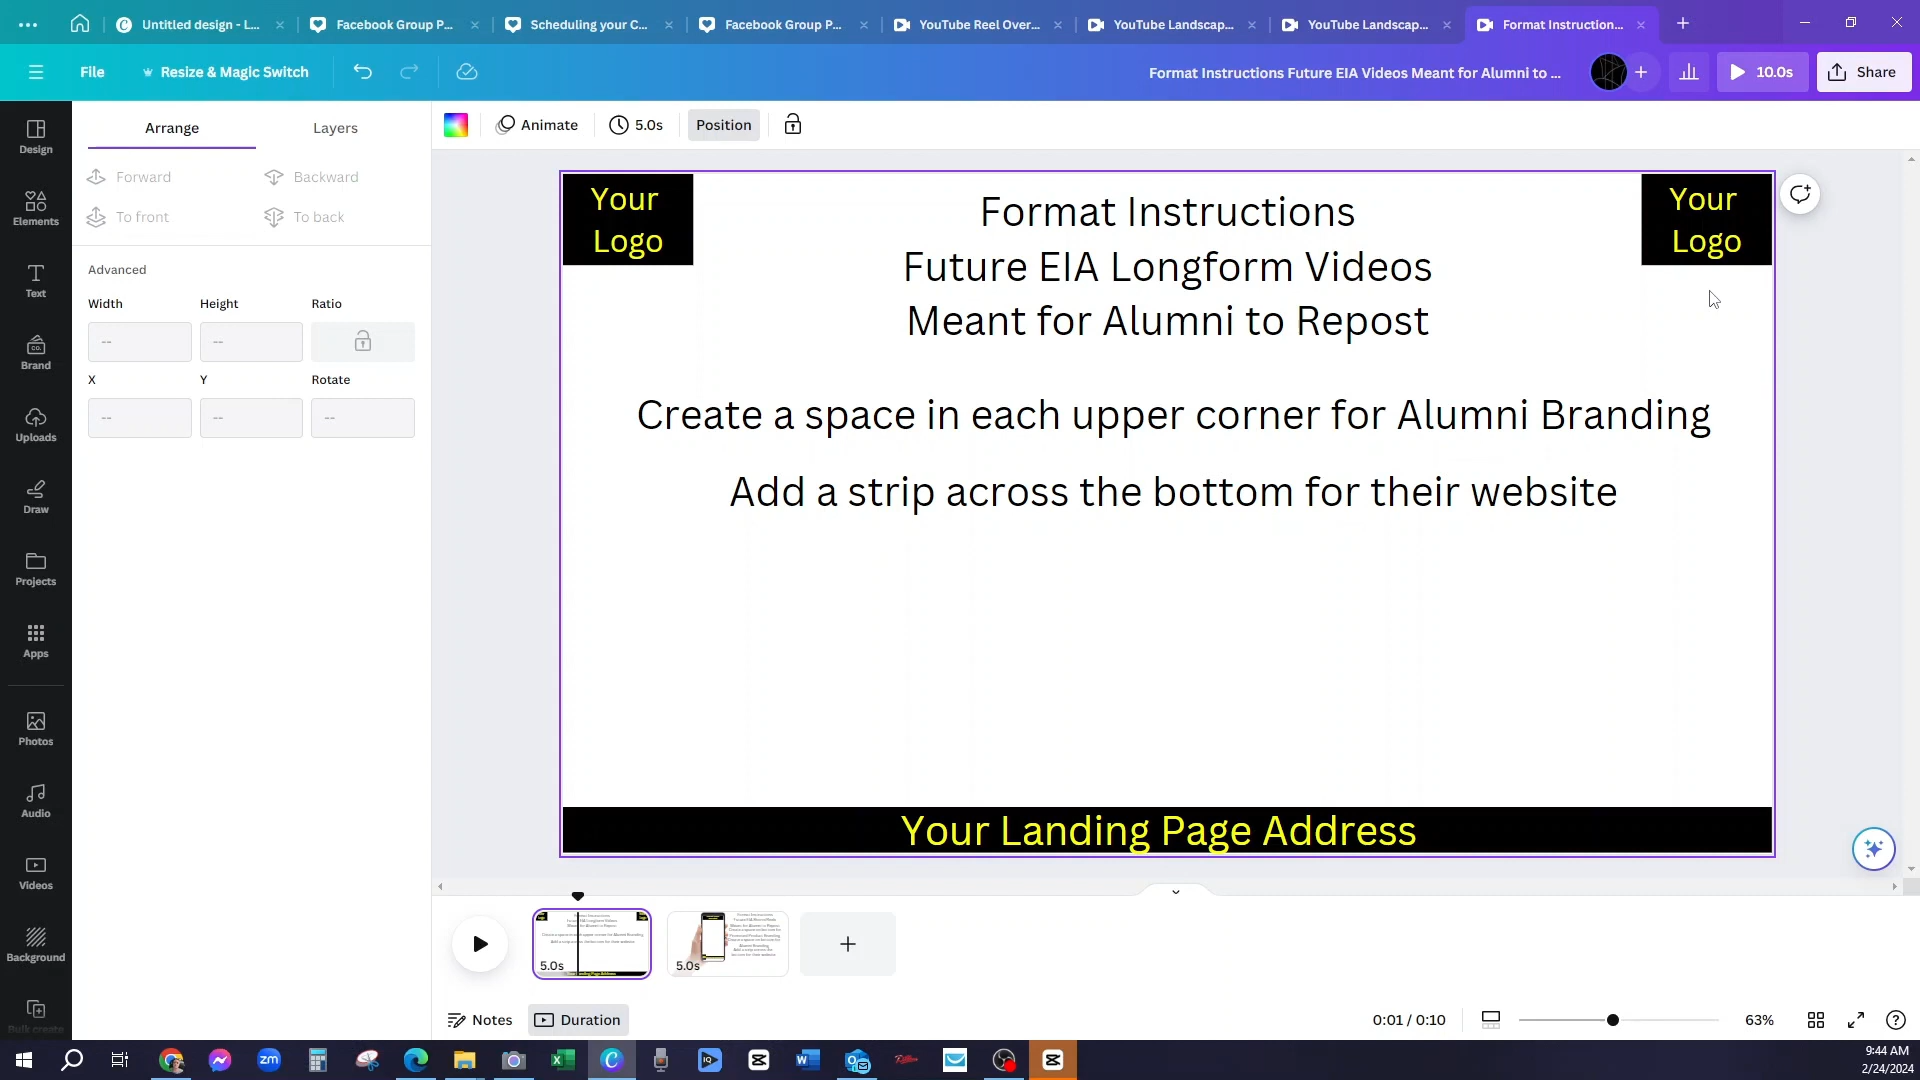 Untitled design - L...
Facebook Group P...
Scheduling your C...
Facebook Group P...
YouTube Reel Over...
YouTube Landscap...
YouTube Landscap...
Format Instruction...
File
Resize & Magic Switch
Format Instructions Future EIA Videos Meant for Alumni to ...
10.0s
Share
Design
Elements
Text
Brand
Uploads
Draw
Projects
Apps
Photos
Audio
Videos
Background
Bulk create
Arrange
Layers
Forward
Backward
To front
To back
Advanced
Width
Height
Ratio
--
--
X
Y
Rotate
--
--
--
Animate
5.0s
Position
Your
Logo
Format Instructions
Future EIA Longform Videos
Meant for Alumni to Repost
Your
Logo
Create a space in each upper corner for Alumni Branding
Add a strip across the bottom for their website
Your Landing Page Address
5.0s
5.0s
Notes
Duration
0:01 / 0:10
63%
9:44 AM
2/24/2024